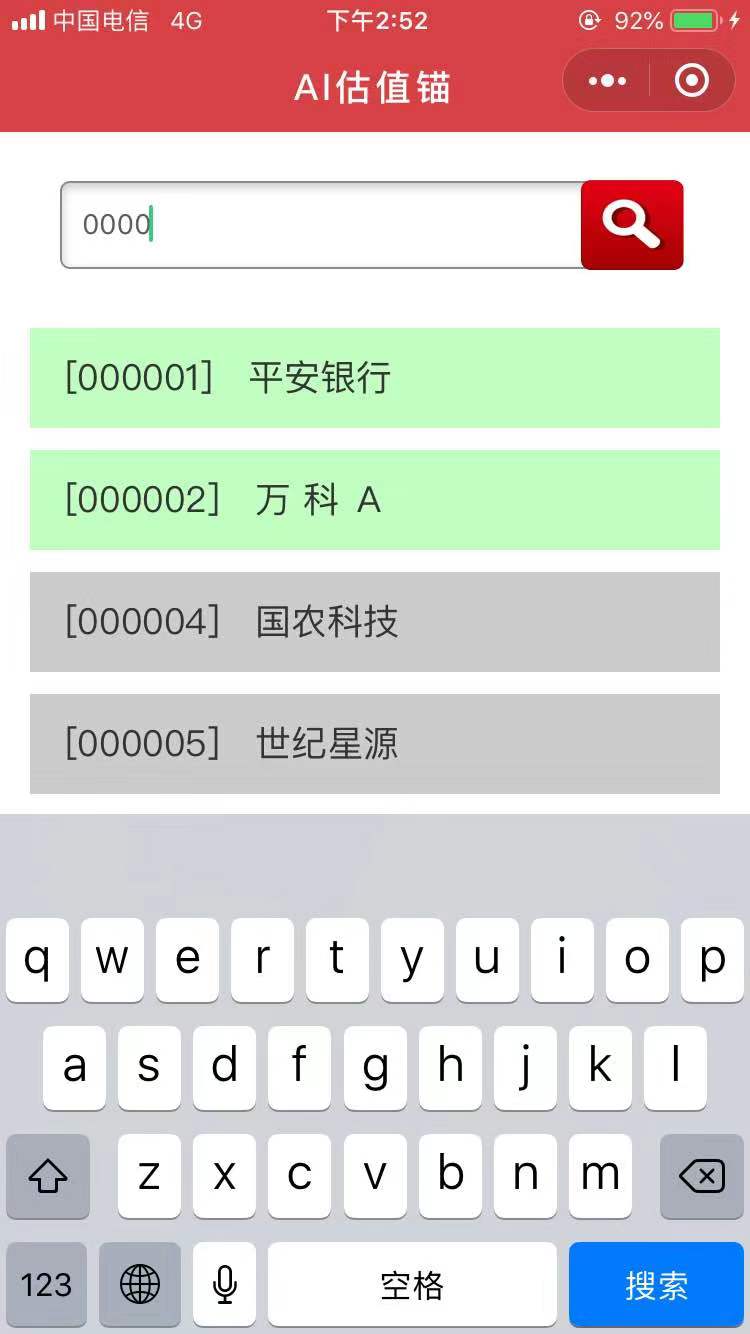 中国电信 4G 下午2:52 92%
AI估值锚
0000
[000001] 平安银行
[000002] 万 科 A
[000004] 国农科技
[000005] 世纪星源
q w e r t y u i o p
a s d f g h j k l
z x c v b n m
123 空格 搜索